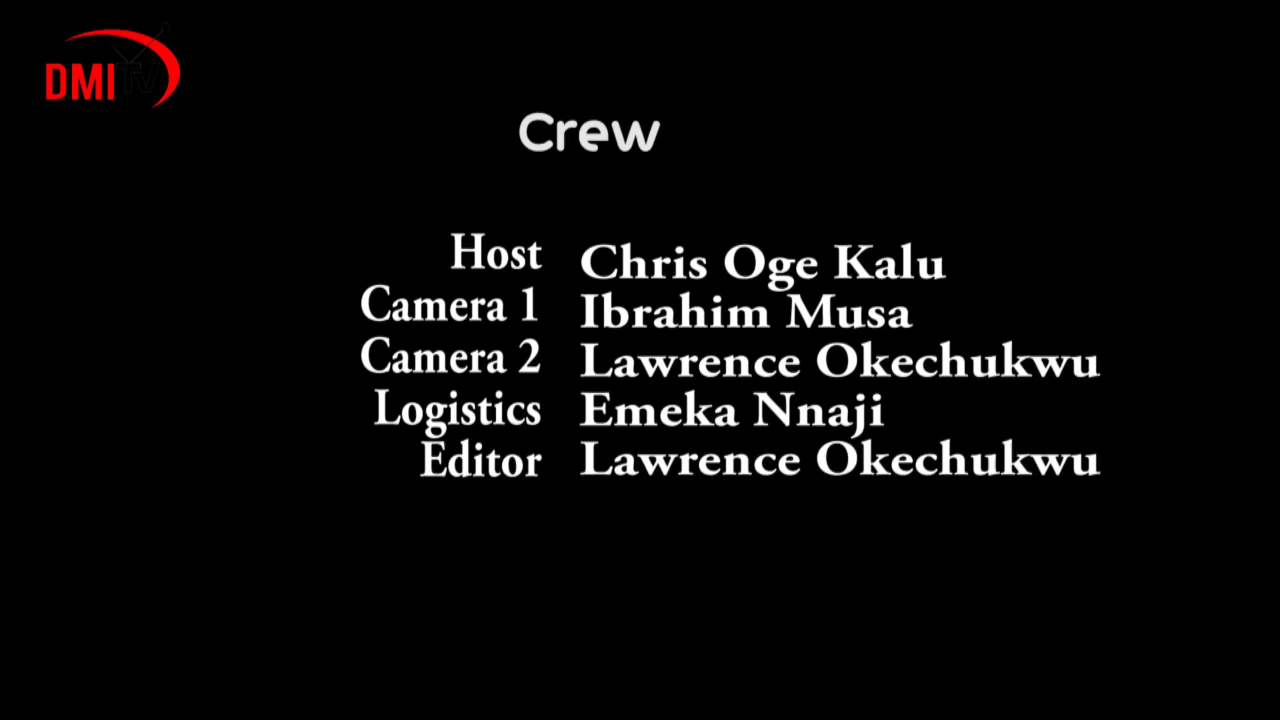 DMI TV
Crew
Host Chris Oge Kalu
Camera 1 Ibrahim Musa
Camera 2 Lawrence Okechukwu
Logistics Emeka Nnaji
Editor Lawrence Okechukwu